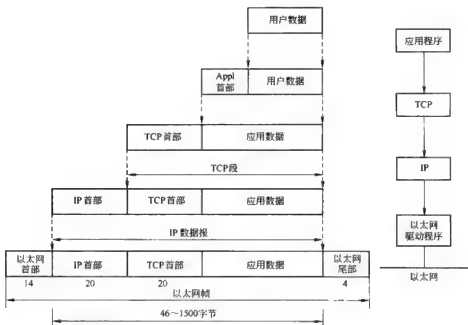 用户数据
应用程序
Appl
首部
用户数据
TCP
TCP首部
应用数据
TCP段
IP
IP首部
TCP首部
应用数据
IP数据报
以太网
驱动程序
以太网
首部
IP首部
TCP首部
应用数据
以太网
尾部
以太网
14
20
20
4
以太网帧
46～1500字节